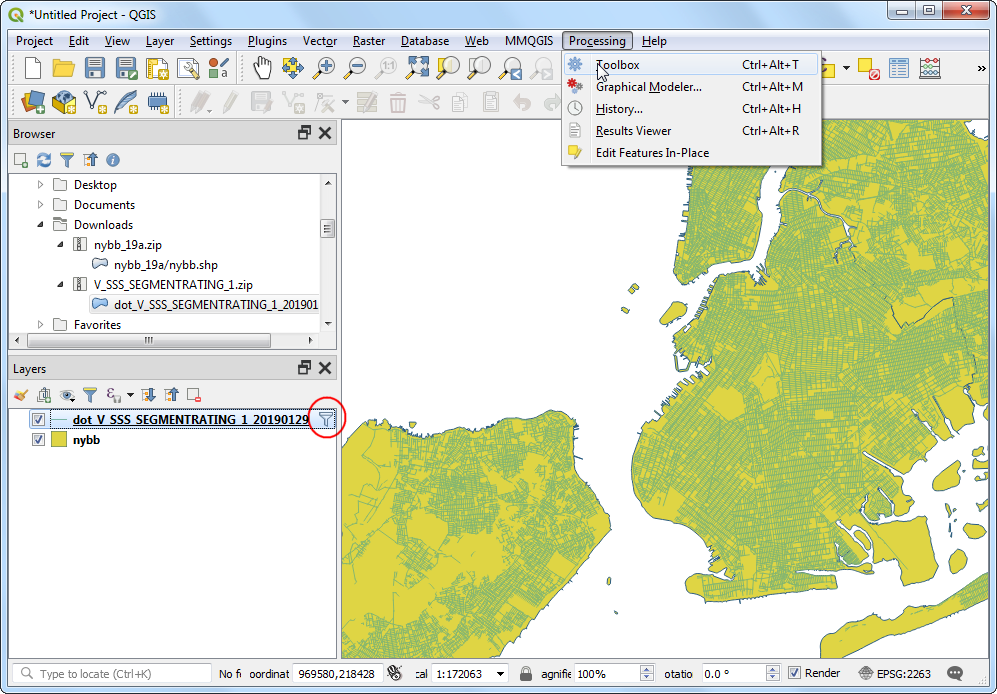 *Untitled Project - QGIS
Project Edit View Layer Settings Plugins Vector Raster Database Web MMQGIS Processing Help
Toolbox Ctrl+Alt+T
Graphical Modeler... Ctrl+Alt+M
History... Ctrl+Alt+H
Results Viewer Ctrl+Alt+R
Edit Features In-Place
Browser
Desktop
Documents
Downloads
nybb_19a.zip
nybb_19a/nybb.shp
V_SSS_SEGMENTRATING_1.zip
dot_V_SSS_SEGMENTRATING_1_201901
Favorites
Layers
dot_V_SSS_SEGMENTRATING_1_20190129
nybb
Type to locate (Ctrl+K) No fi oordinat 969580,218428 cal 1:172063 agnifie 100% otatio 0.0 ° Render EPSG:2263